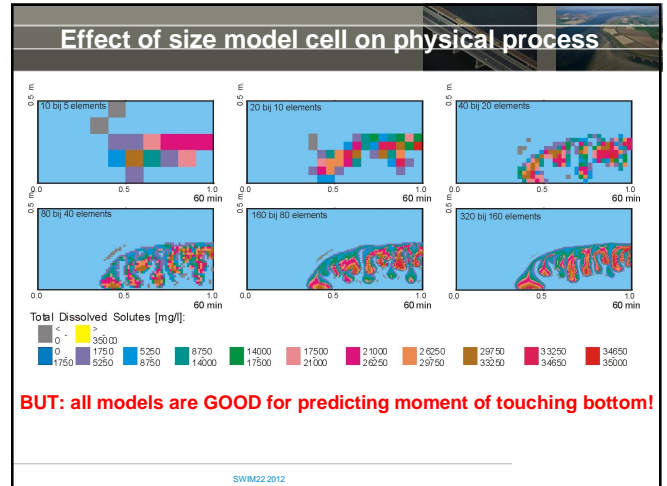 Effect of size model cell on physical process
0.5 m.
10 bij 5 elements
0.0 0.5 1.0
60 min
0.5 m.
20 bij 10 elements
0.0 0.5 1.0
60 min
0.5 m.
40 bij 20 elements
0.0 0.5 1.0
60 min
0.5 m.
80 bij 40 elements
0.0 0.5 1.0
60 min
0.5 m.
160 bij 80 elements
0.0 0.5 1.0
60 min
0.5 m.
320 bij 160 elements
0.0 0.5 1.0
60 min
Total Dissolved Solutes [mg/l]:
< - > -
0 35000
0 1750 5250 8750 14000 17500 21000 26250 29750 33250 34650
1750 5250 8750 14000 17500 21000 26250 29750 33250 34650 35000
BUT: all models are GOOD for predicting moment of touching bottom!
SWIM22 2012